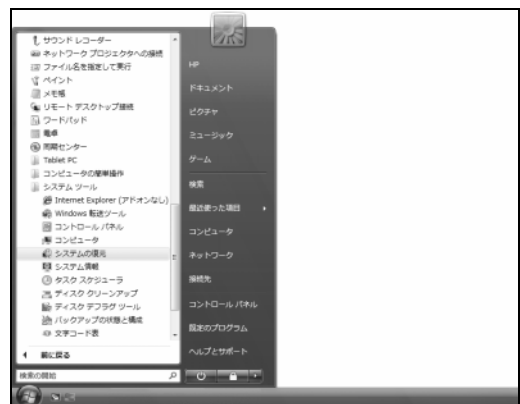 サウンド レコーダー
ネットワーク プロジェクタへの接続
ファイル名を指定して実行
ペイント
メモ帳
リモート デスクトップ接続
ワードパッド
電卓
同期センター
Tablet PC
コンピュータの簡単操作
システム ツール
Internet Explorer (アドオンなし)
Windows 転送ツール
コントロール パネル
コンピュータ
システムの復元
システム情報
タスク スケジューラ
ディスク クリーンアップ
ディスク デフラグ ツール
バックアップの状態と構成
文字コード表
前に戻る
検索の開始
HP
ドキュメント
ピクチャ
ミュージック
ゲーム
検索
最近使った項目
コンピュータ
ネットワーク
接続先
コントロール パネル
既定のプログラム
ヘルプとサポート